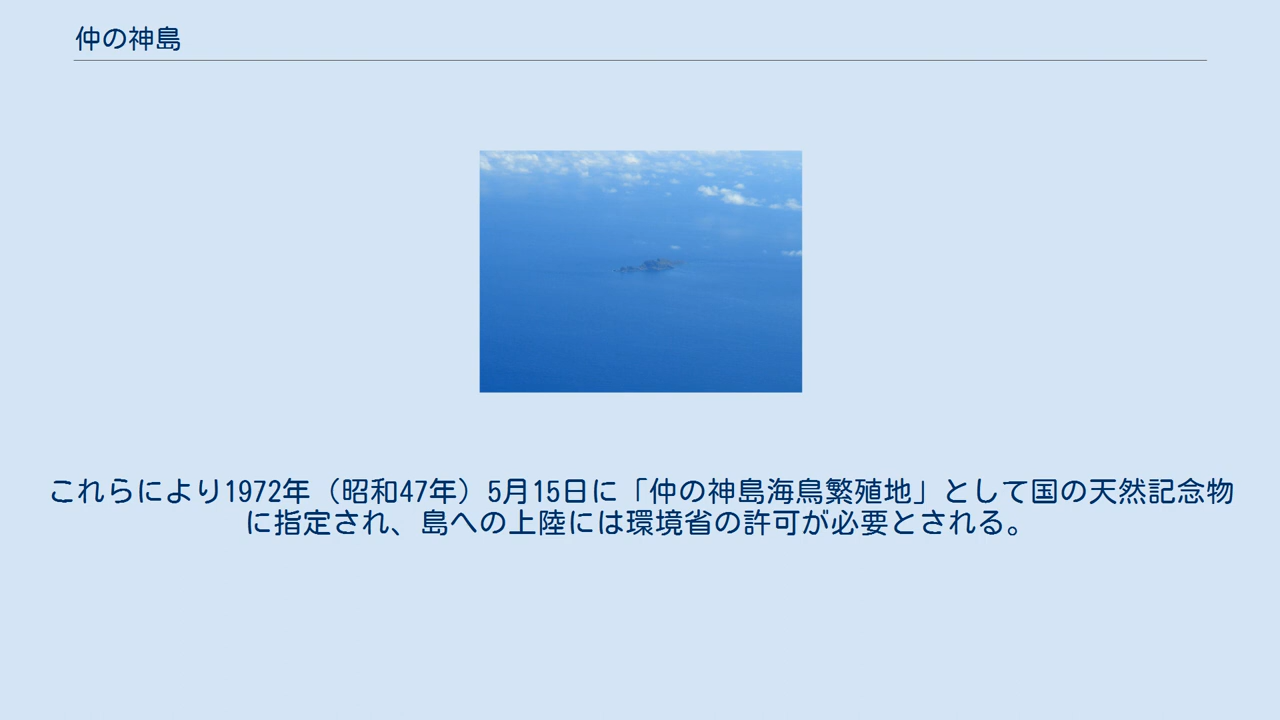 仲の神島
これらにより1972年（昭和47年）5月15日に「仲の神島海鳥繁殖地」として国の天然記念物
に指定され、島への上陸には環境省の許可が必要とされる。